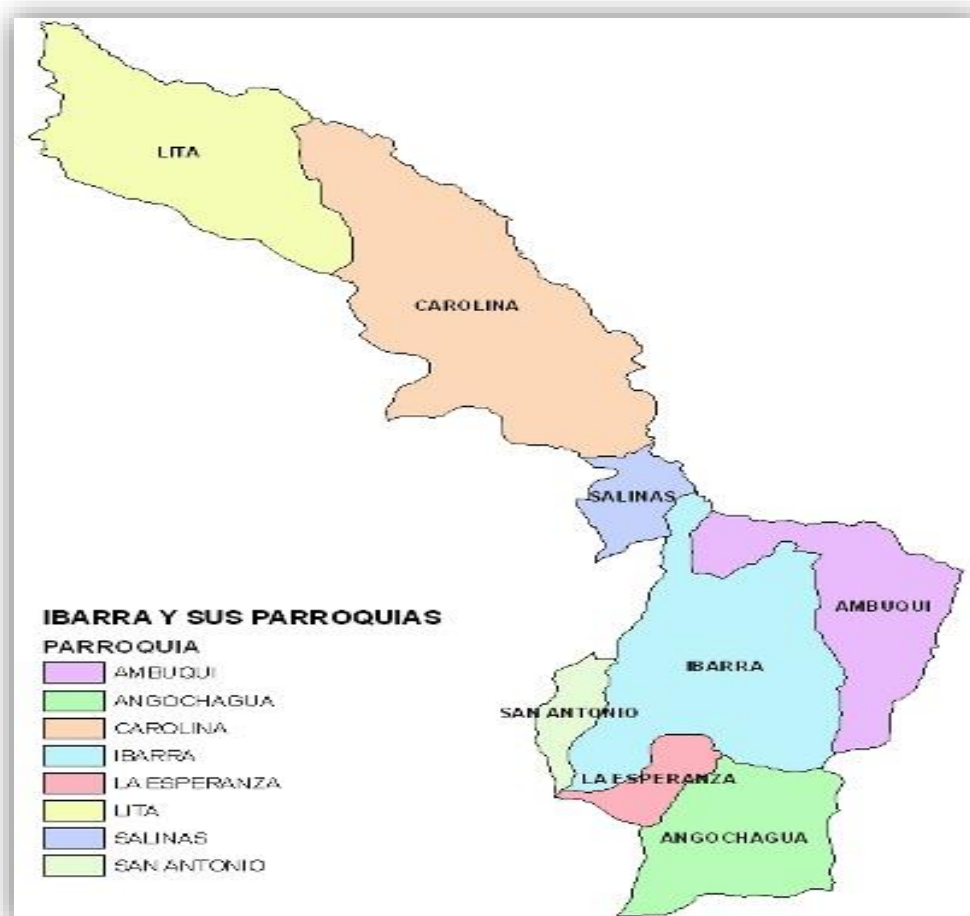 LITA
CAROLINA
SALINAS
AMBUQUI
IBARRA
SAN ANTONIO
LA ESPERANZA
ANGOCHAGUA
IBARRA Y SUS PARROQUIAS
PARROQUIA
AMBUQUI
ANGOCHAGUA
CAROLINA
IBARRA
LA ESPERANZA
LITA
SALINAS
SAN ANTONIO